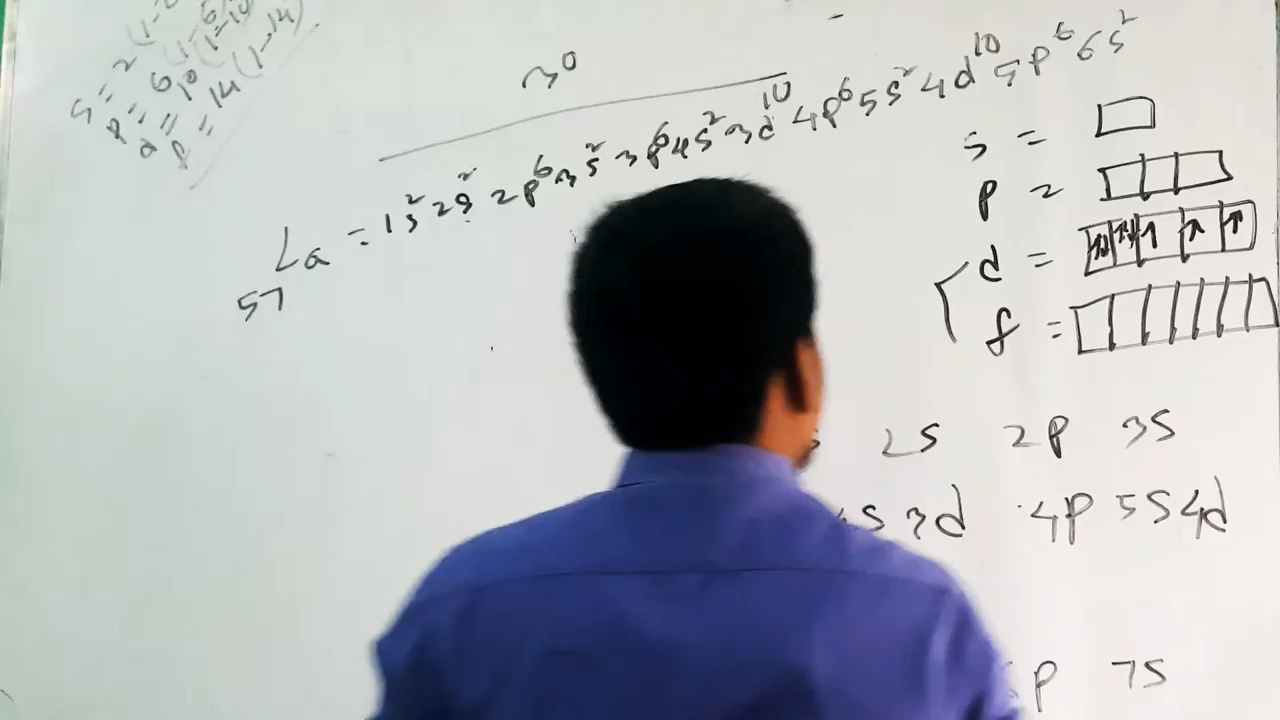 S = 2 (1-2
P = 6 (1-6)
d = 10 (1-10)
f = 14 (1-14)
30
57 La = 1s² 2s² 2p⁶ 3s² 3p⁶ 4s² 3d¹⁰ 4p⁶ 5s² 4d¹⁰ 5p⁶ 6s²
s =
p =
d = ↑↓ ↑↓ ↑ ↑ ↑
f =
2S 2P 3S
S 3d 4P 5S 4d
P 7S